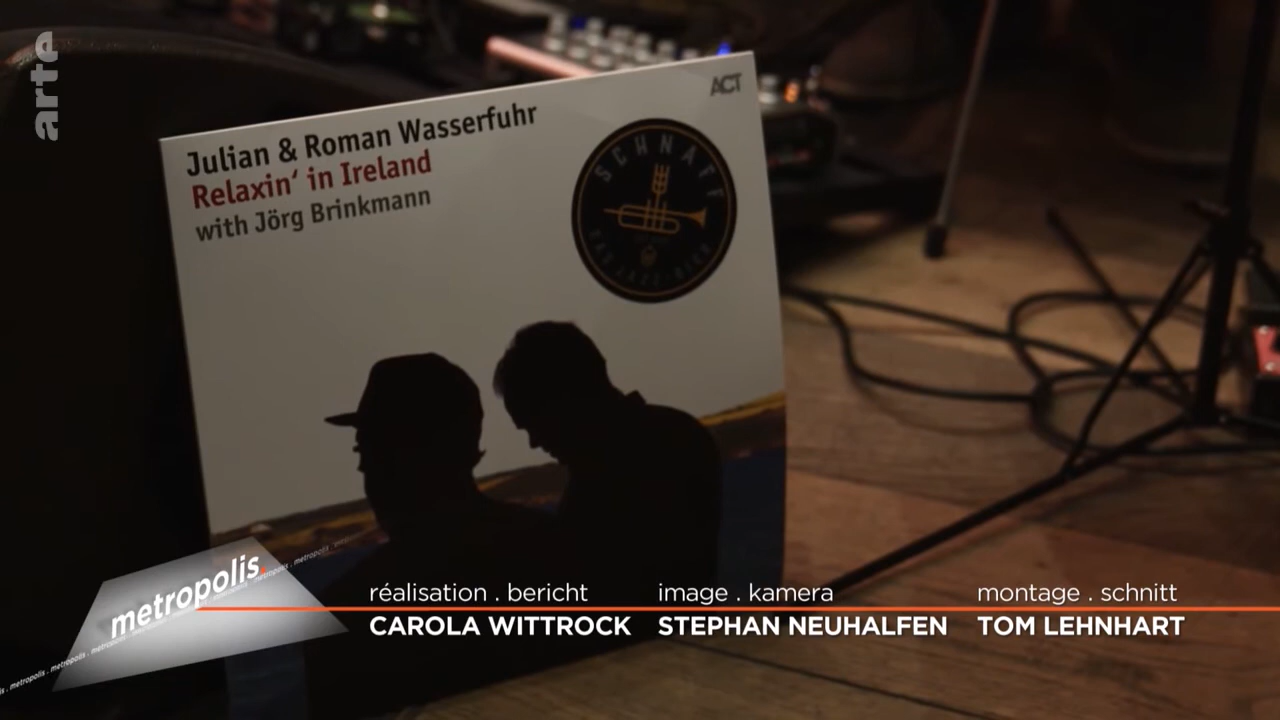 arte
ACT
Julian & Roman Wasserfuhr
Relaxin‘ in Ireland
with Jörg Brinkmann
SCHNAFF
metropolis.
réalisation . bericht
image . kamera
montage . schnitt
CAROLA WITTROCK
STEPHAN NEUHALFEN
TOM LEHNHART